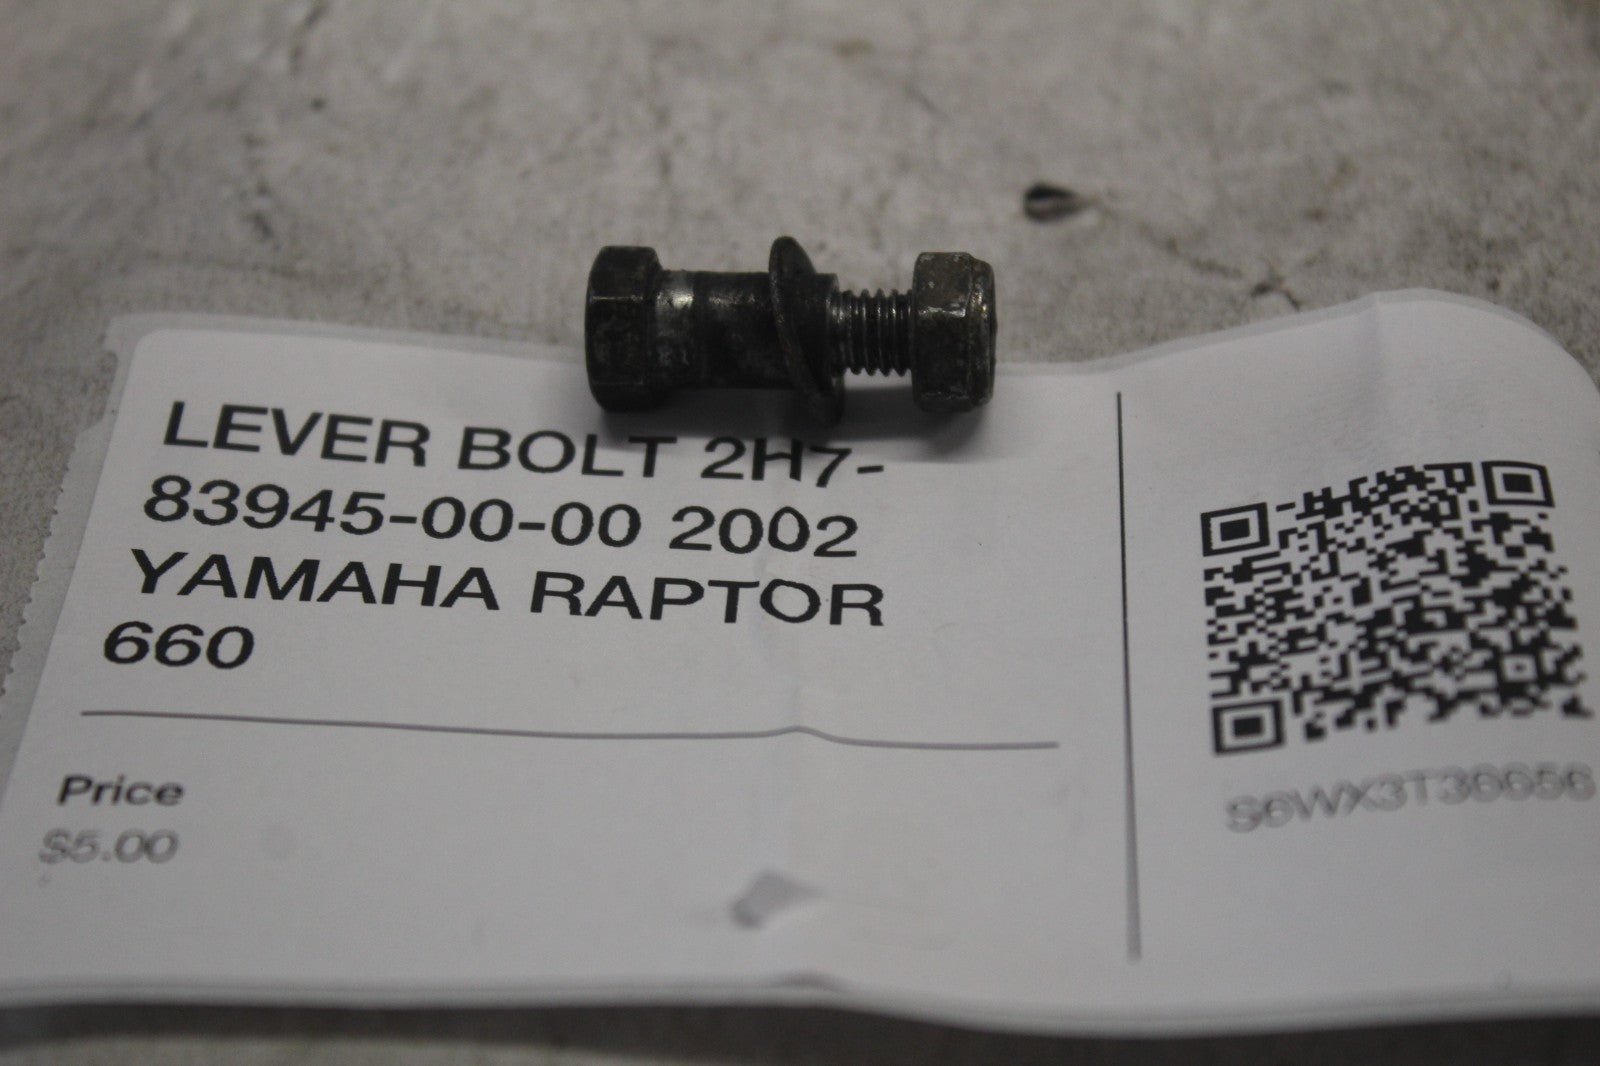 LEVER BOLT 2H7-
83945-00-00 2002
YAMAHA RAPTOR
660
Price
$5.00
S6WX3T36656